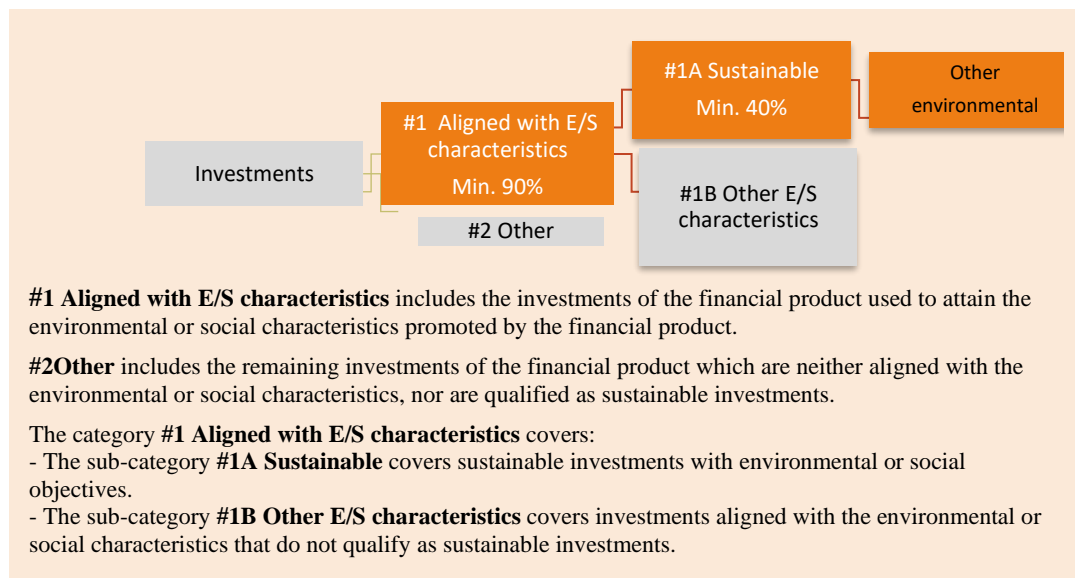 Investments
#1 Aligned with E/S
characteristics
Min. 90%
#2 Other
#1A Sustainable
Min. 40%
#1B Other E/S
characteristics
Other
environmental
#1 Aligned with E/S characteristics includes the investments of the financial product used to attain the
environmental or social characteristics promoted by the financial product.
#2Other includes the remaining investments of the financial product which are neither aligned with the
environmental or social characteristics, nor are qualified as sustainable investments.
The category #1 Aligned with E/S characteristics covers:
- The sub-category #1A Sustainable covers sustainable investments with environmental or social
objectives.
- The sub-category #1B Other E/S characteristics covers investments aligned with the environmental or
social characteristics that do not qualify as sustainable investments.